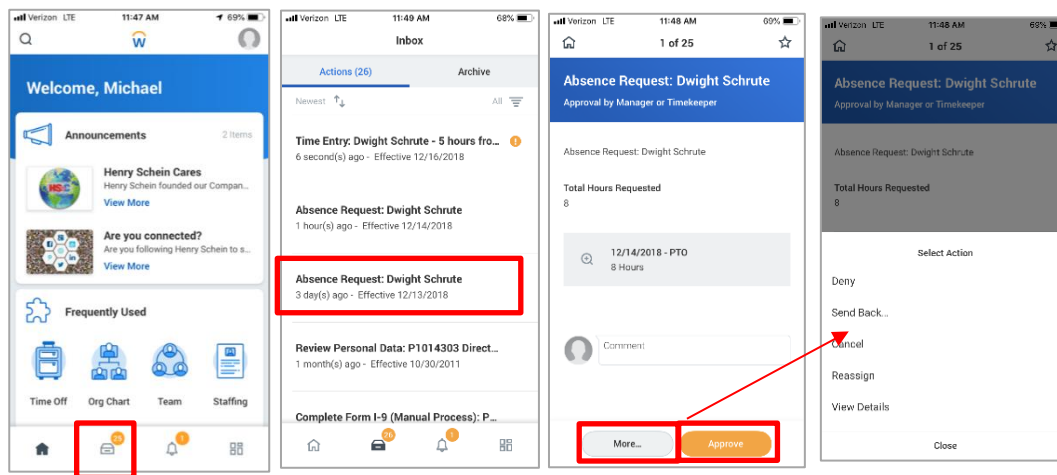 Verizon LTE 11:47 AM 69%
W
Welcome, Michael
Announcements 2 Items
HSIC
Henry Schein Cares
Henry Schein founded our Compan...
View More
Are you connected?
Are you following Henry Schein to s...
View More
Frequently Used
Time Off Org Chart Team Staffing
25 1
Verizon LTE 11:49 AM 68%
Inbox
Actions (26) Archive
Newest All
Time Entry: Dwight Schrute - 5 hours fro...
6 second(s) ago - Effective 12/16/2018
Absence Request: Dwight Schrute
1 hour(s) ago - Effective 12/14/2018
Absence Request: Dwight Schrute
3 day(s) ago - Effective 12/13/2018
Review Personal Data: P1014303 Direct...
1 month(s) ago - Effective 10/30/2011
Complete Form I-9 (Manual Process): P...
26 1
Verizon LTE 11:48 AM 69%
1 of 25
Absence Request: Dwight Schrute
Approval by Manager or Timekeeper
Absence Request: Dwight Schrute
Total Hours Requested
8
12/14/2018 - PTO
8 Hours
Comment
More... Approve
Verizon LTE 11:48 AM 69%
1 of 25
Absence Request: Dwight Schrute
Approval by Manager or Timekeeper
Absence Request: Dwight Schrute
Total Hours Requested
8
Select Action
Deny
Send Back...
Cancel
Reassign
View Details
Close